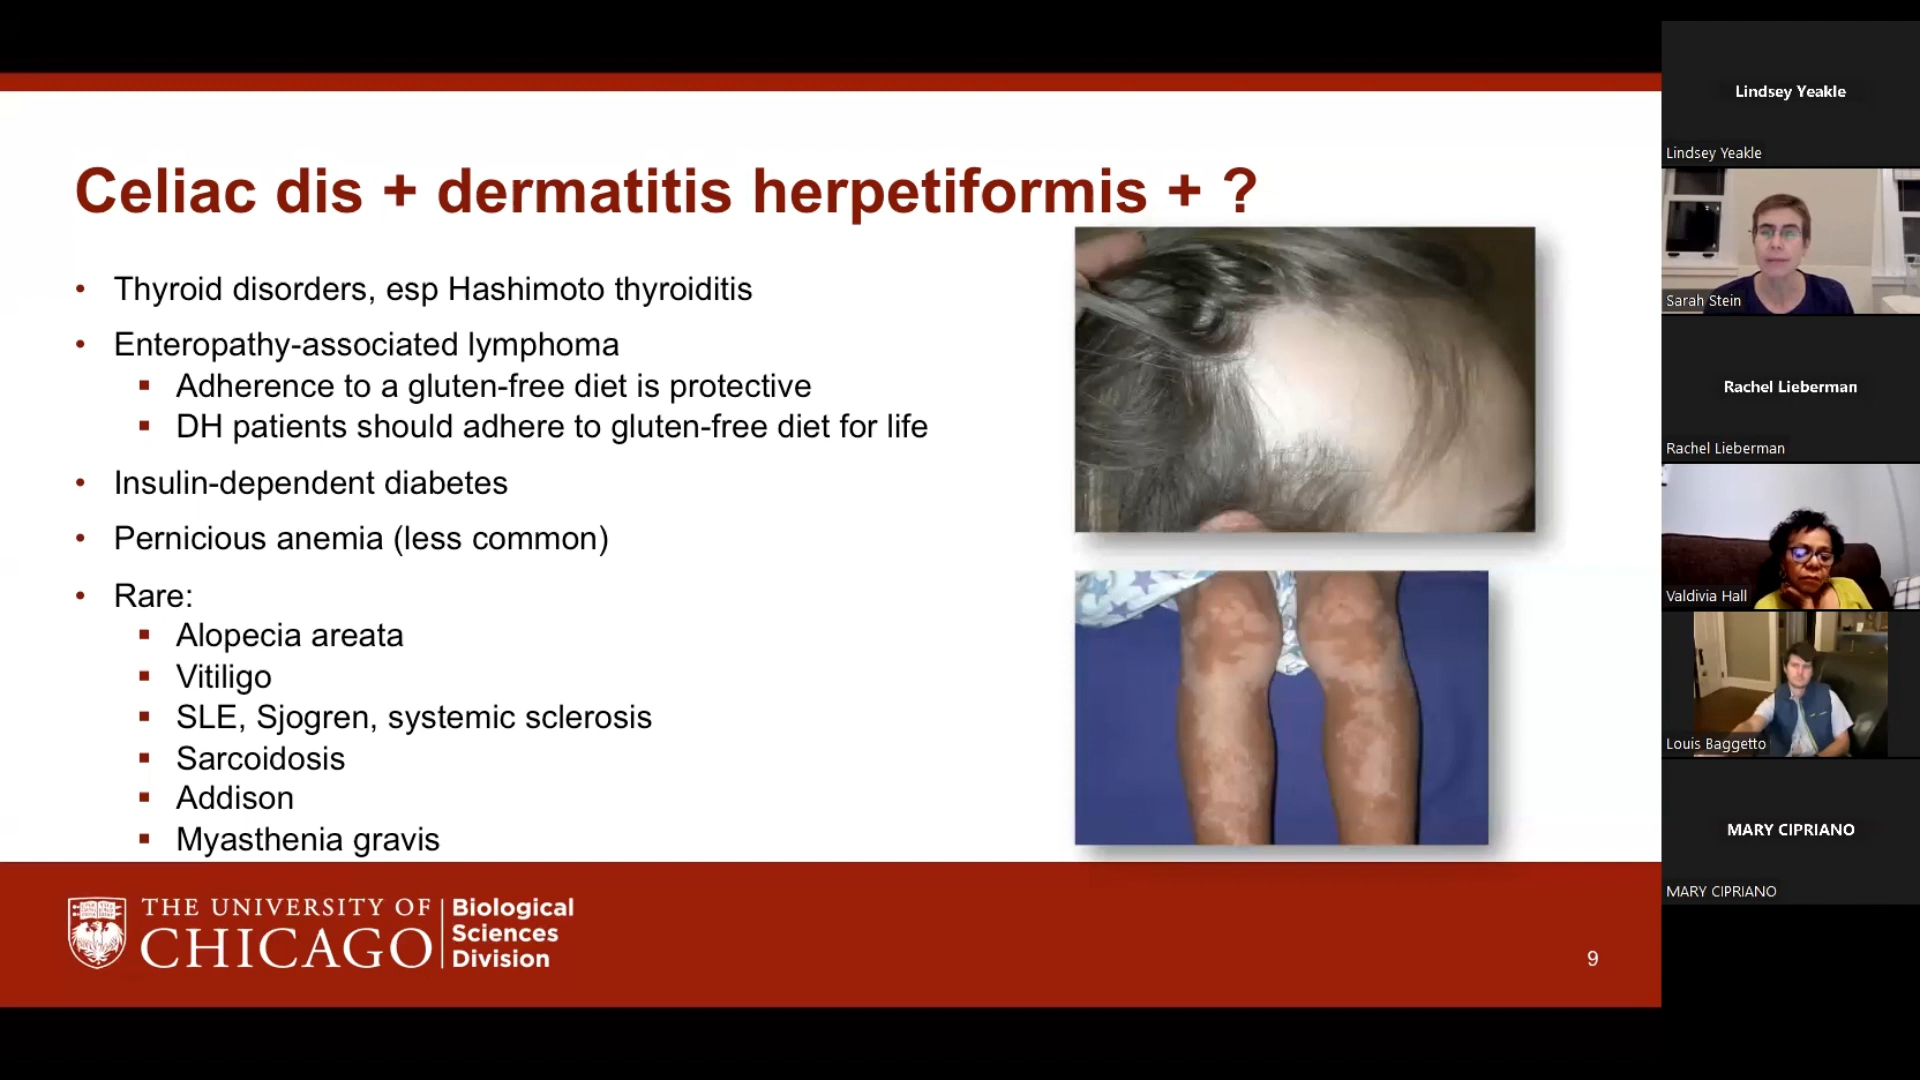 Celiac dis + dermatitis herpetiformis + ?
• Thyroid disorders, esp Hashimoto thyroiditis
• Enteropathy-associated lymphoma
▪ Adherence to a gluten-free diet is protective
▪ DH patients should adhere to gluten-free diet for life
• Insulin-dependent diabetes
• Pernicious anemia (less common)
• Rare:
▪ Alopecia areata
▪ Vitiligo
▪ SLE, Sjogren, systemic sclerosis
▪ Sarcoidosis
▪ Addison
▪ Myasthenia gravis
THE UNIVERSITY OF
CHICAGO
Biological
Sciences
Division
9
Lindsey Yeakle
Lindsey Yeakle
Sarah Stein
Rachel Lieberman
Rachel Lieberman
Valdivia Hall
Louis Baggetto
MARY CIPRIANO
MARY CIPRIANO